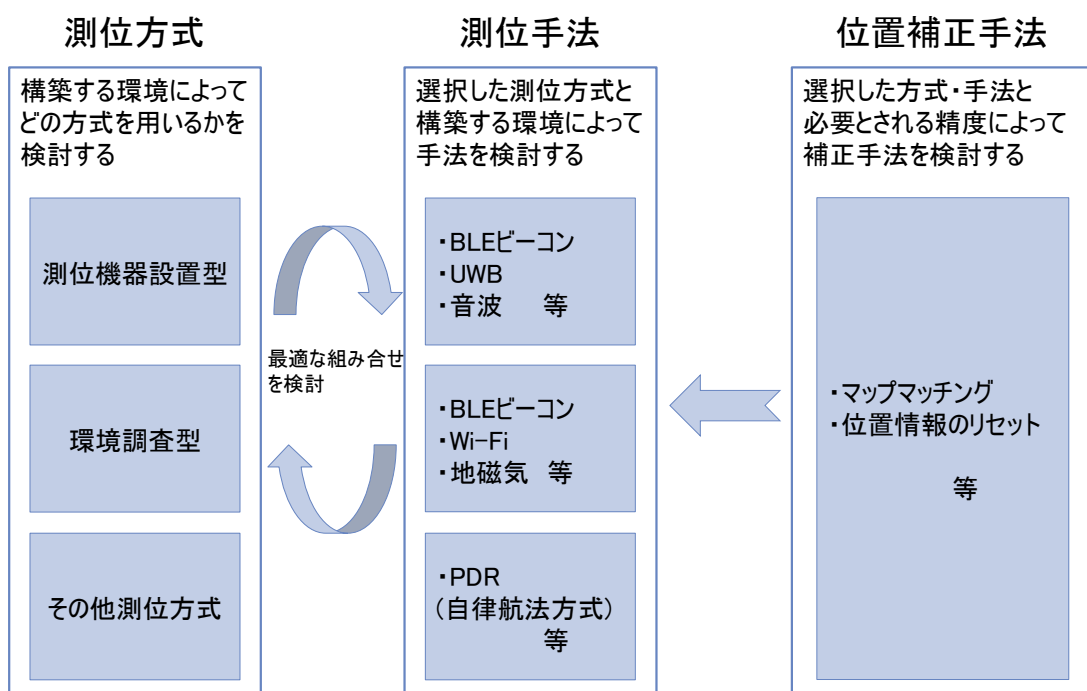 測位方式
構築する環境によって
どの方式を用いるかを
検討する
測位機器設置型
環境調査型
その他測位方式
最適な組み合せ
を検討
測位手法
選択した測位方式と
構築する環境によって
手法を検討する
・BLEビーコン
・UWB
・音波　等
・BLEビーコン
・Wi-Fi
・地磁気　等
・PDR
（自律航法方式）
等
位置補正手法
選択した方式・手法と
必要とされる精度によって
補正手法を検討する
・マップマッチング
・位置情報のリセット
等